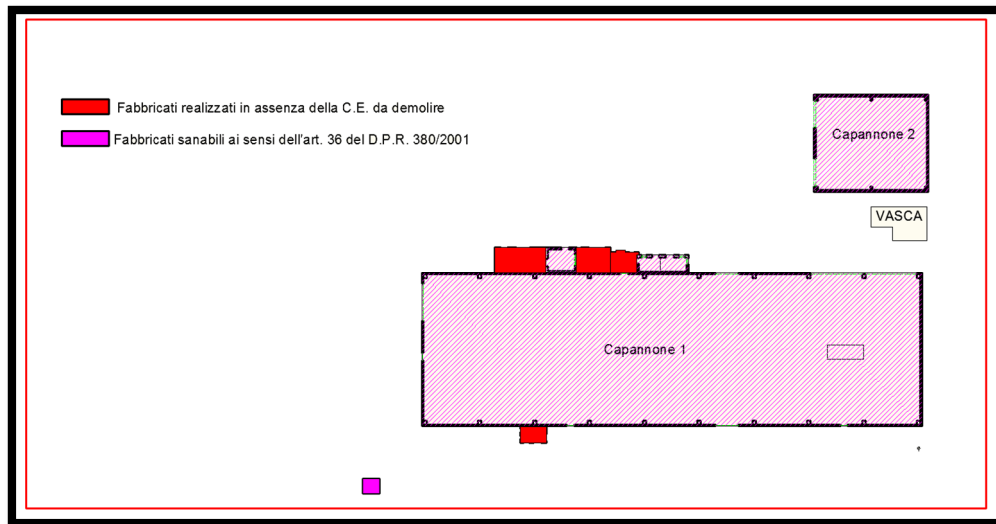 Fabbricati realizzati in assenza della C.E. da demolire
Fabbricati sanabili ai sensi dell'art. 36 del D.P.R. 380/2001
Capannone 2
VASCA
Capannone 1